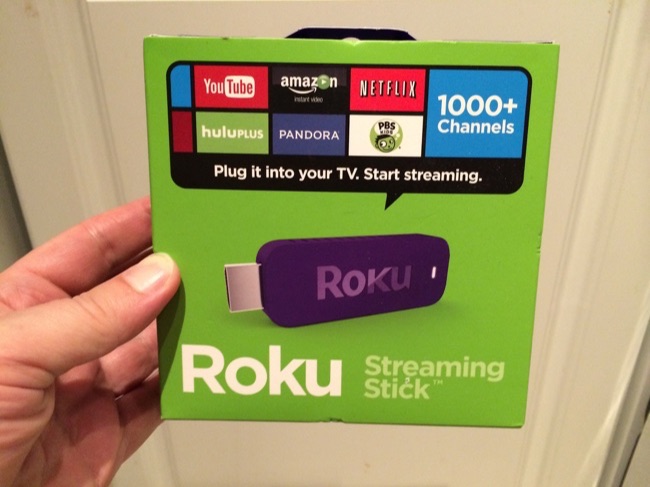 YouTube
amazon
instant video
NETFLIX
1000+
Channels
huluPLUS
PANDORA
PBS
KIDS
Plug it into your TV. Start streaming.
Roku
Roku
Streaming
Stick™